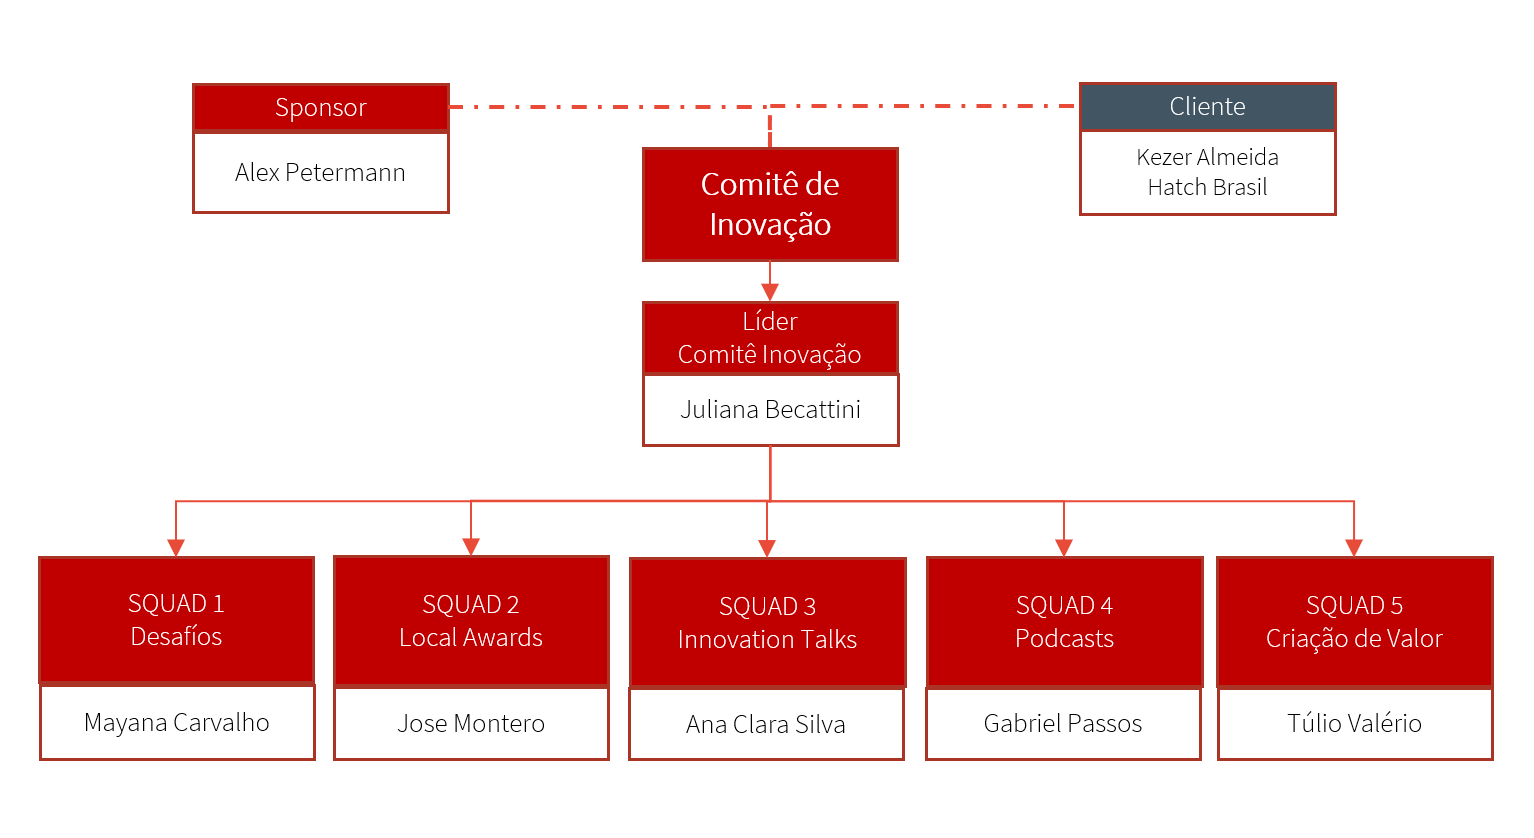 Sponsor
Alex Petermann
Cliente
Kezer Almeida
Hatch Brasil
Comitê de
Inovação
Líder
Comitê Inovação
Juliana Becattini
SQUAD 1
Desafíos
Mayana Carvalho
SQUAD 2
Local Awards
Jose Montero
SQUAD 3
Innovation Talks
Ana Clara Silva
SQUAD 4
Podcasts
Gabriel Passos
SQUAD 5
Criação de Valor
Túlio Valério